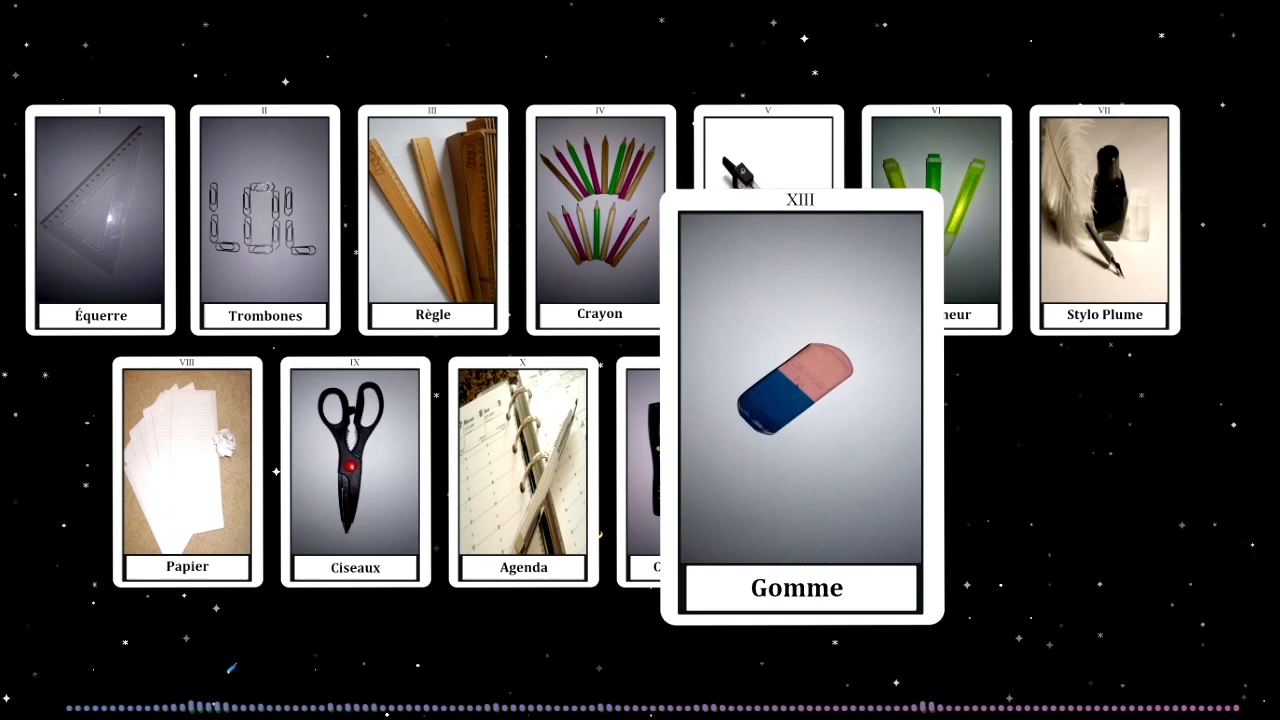 I
II
III
IV
V
VI
VII
Équerre
Trombones
Règle
Crayon
Stylo Plume
XIII
Gomme
VIII
IX
X
Papier
Ciseaux
Agenda